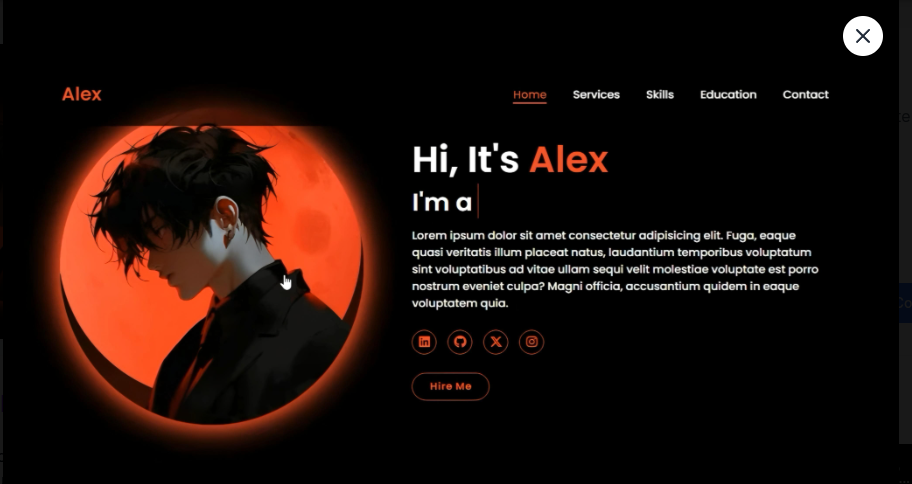 Alex
Home Services Skills Education Contact
Hi, It's Alex
I'm a
Lorem ipsum dolor sit amet consectetur adipisicing elit. Fuga, eaque
quasi veritatis illum placeat natus, laudantium temporibus voluptatum
sint voluptatibus ad vitae ullam sequi velit molestiae voluptate est porro
nostrum eveniet culpa? Magni officia, accusantium quidem in eaque
voluptatem quia.
Hire Me